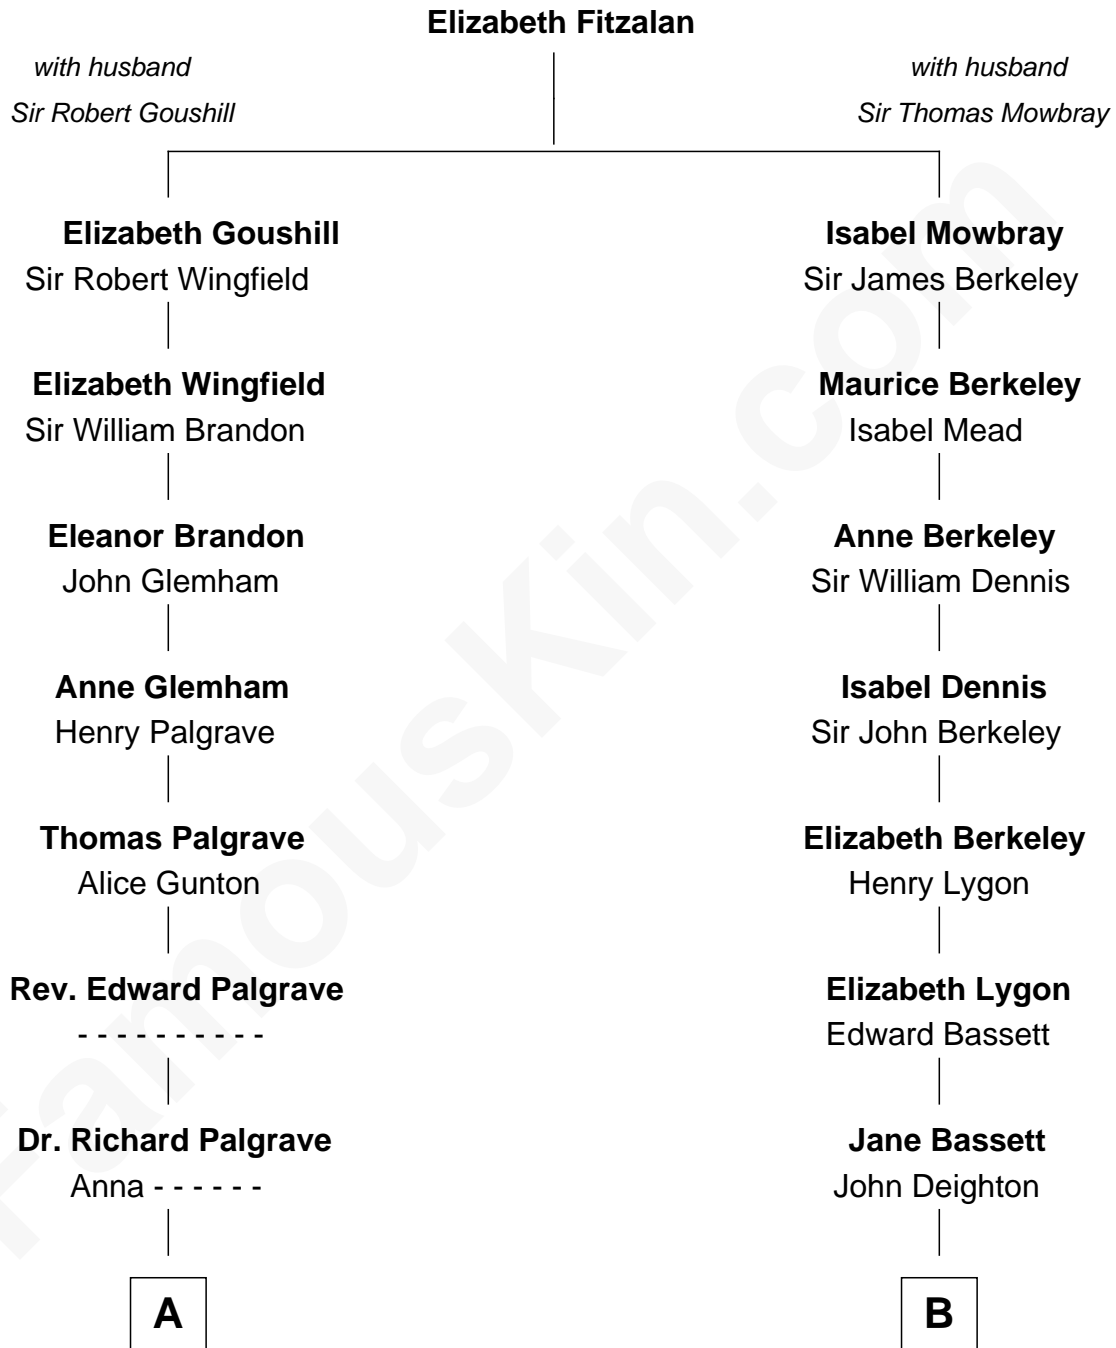 Elizabeth Fitzalan
with husband
Sir Robert Goushill
with husband
Sir Thomas Mowbray
Elizabeth Goushill
Sir Robert Wingfield
Elizabeth Wingfield
Sir William Brandon
Eleanor Brandon
John Glemham
Anne Glemham
Henry Palgrave
Thomas Palgrave
Alice Gunton
Rev. Edward Palgrave
- - - - - - - - - -
Dr. Richard Palgrave
Anna - - - - - -
A
Isabel Mowbray
Sir James Berkeley
Maurice Berkeley
Isabel Mead
Anne Berkeley
Sir William Dennis
Isabel Dennis
Sir John Berkeley
Elizabeth Berkeley
Henry Lygon
Elizabeth Lygon
Edward Bassett
Jane Bassett
John Deighton
B
FamousKin.com